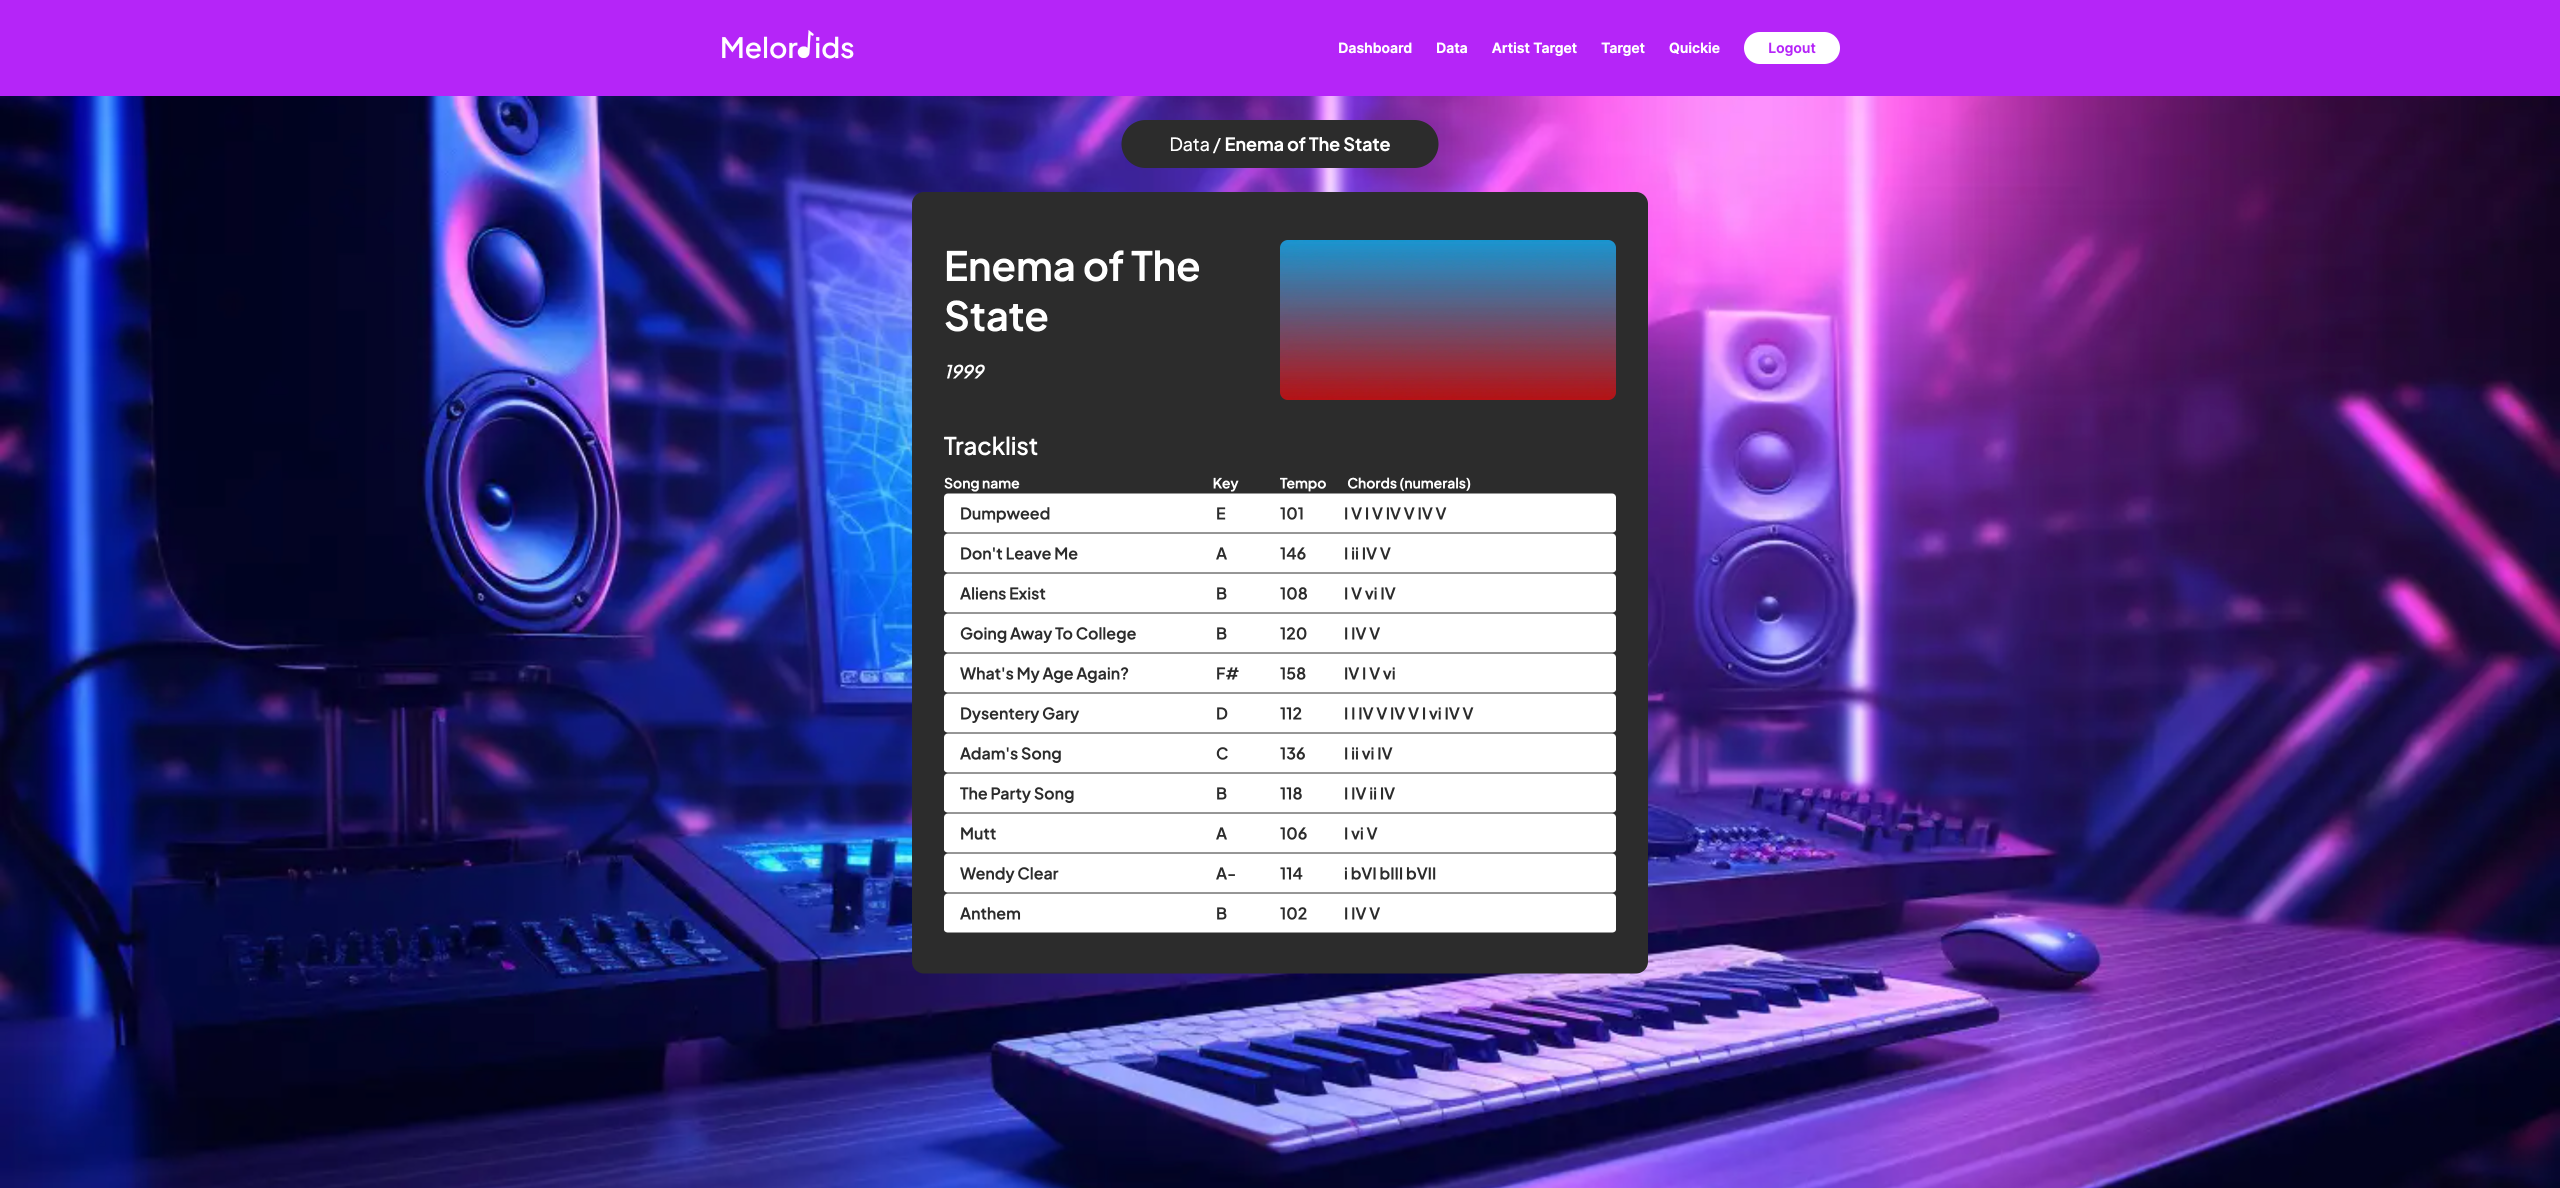 Melorids
Dashboard Data Artist Target Target Quickie Logout
Data / Enema of The State
Enema of The
State
1999
Tracklist
Song name Key Tempo Chords (numerals)
Dumpweed E 101 I V I V IV V IV V
Don't Leave Me A 146 I ii IV V
Aliens Exist B 108 I V vi IV
Going Away To College B 120 I IV V
What's My Age Again? F# 158 IV I V vi
Dysentery Gary D 112 I I IV V IV V I vi IV V
Adam's Song C 136 I ii vi IV
The Party Song B 118 I IV ii IV
Mutt A 106 I vi V
Wendy Clear A- 114 i bVI bIII bVII
Anthem B 102 I IV V